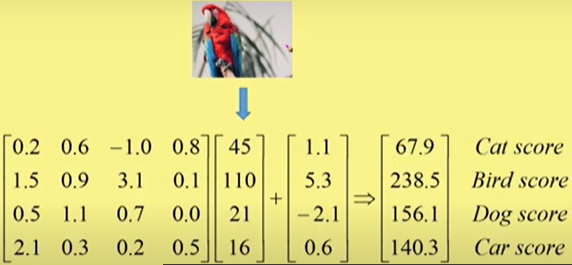 [0.2 0.6 −1.0 0.8] [45] + [1.1] ⇒ [67.9] Cat score
[1.5 0.9 3.1 0.1] [110] + [5.3] ⇒ [238.5] Bird score
[0.5 1.1 0.7 0.0] [21] + [−2.1] ⇒ [156.1] Dog score
[2.1 0.3 0.2 0.5] [16] + [0.6] ⇒ [140.3] Car score